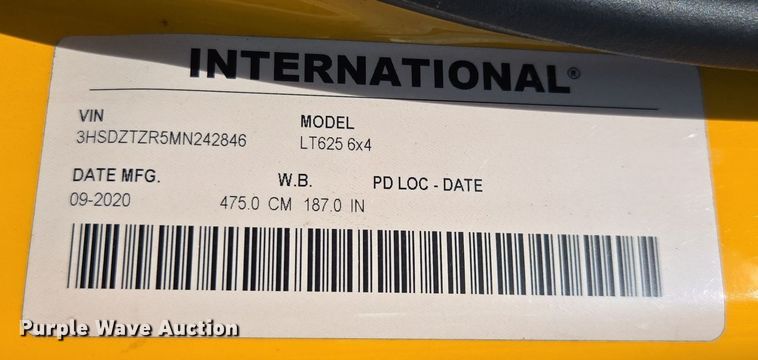 INTERNATIONAL®
VIN MODEL
3HSDZTZR5MN242846 LT625 6x4
DATE MFG. W.B. PD LOC - DATE
09-2020 475.0 CM 187.0 IN
Purple Wave Auction